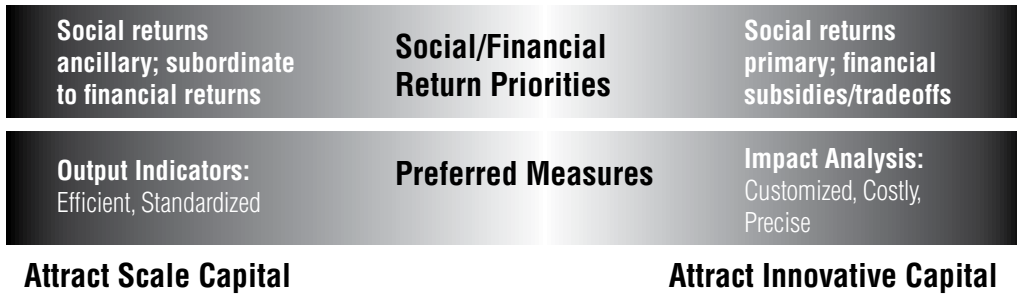 Social returns
ancillary; subordinate
to financial returns
Social/Financial
Return Priorities
Social returns
primary; financial
subsidies/tradeoffs
Output Indicators:
Efficient, Standardized
Preferred Measures
Impact Analysis:
Customized, Costly,
Precise
Attract Scale Capital
Attract Innovative Capital